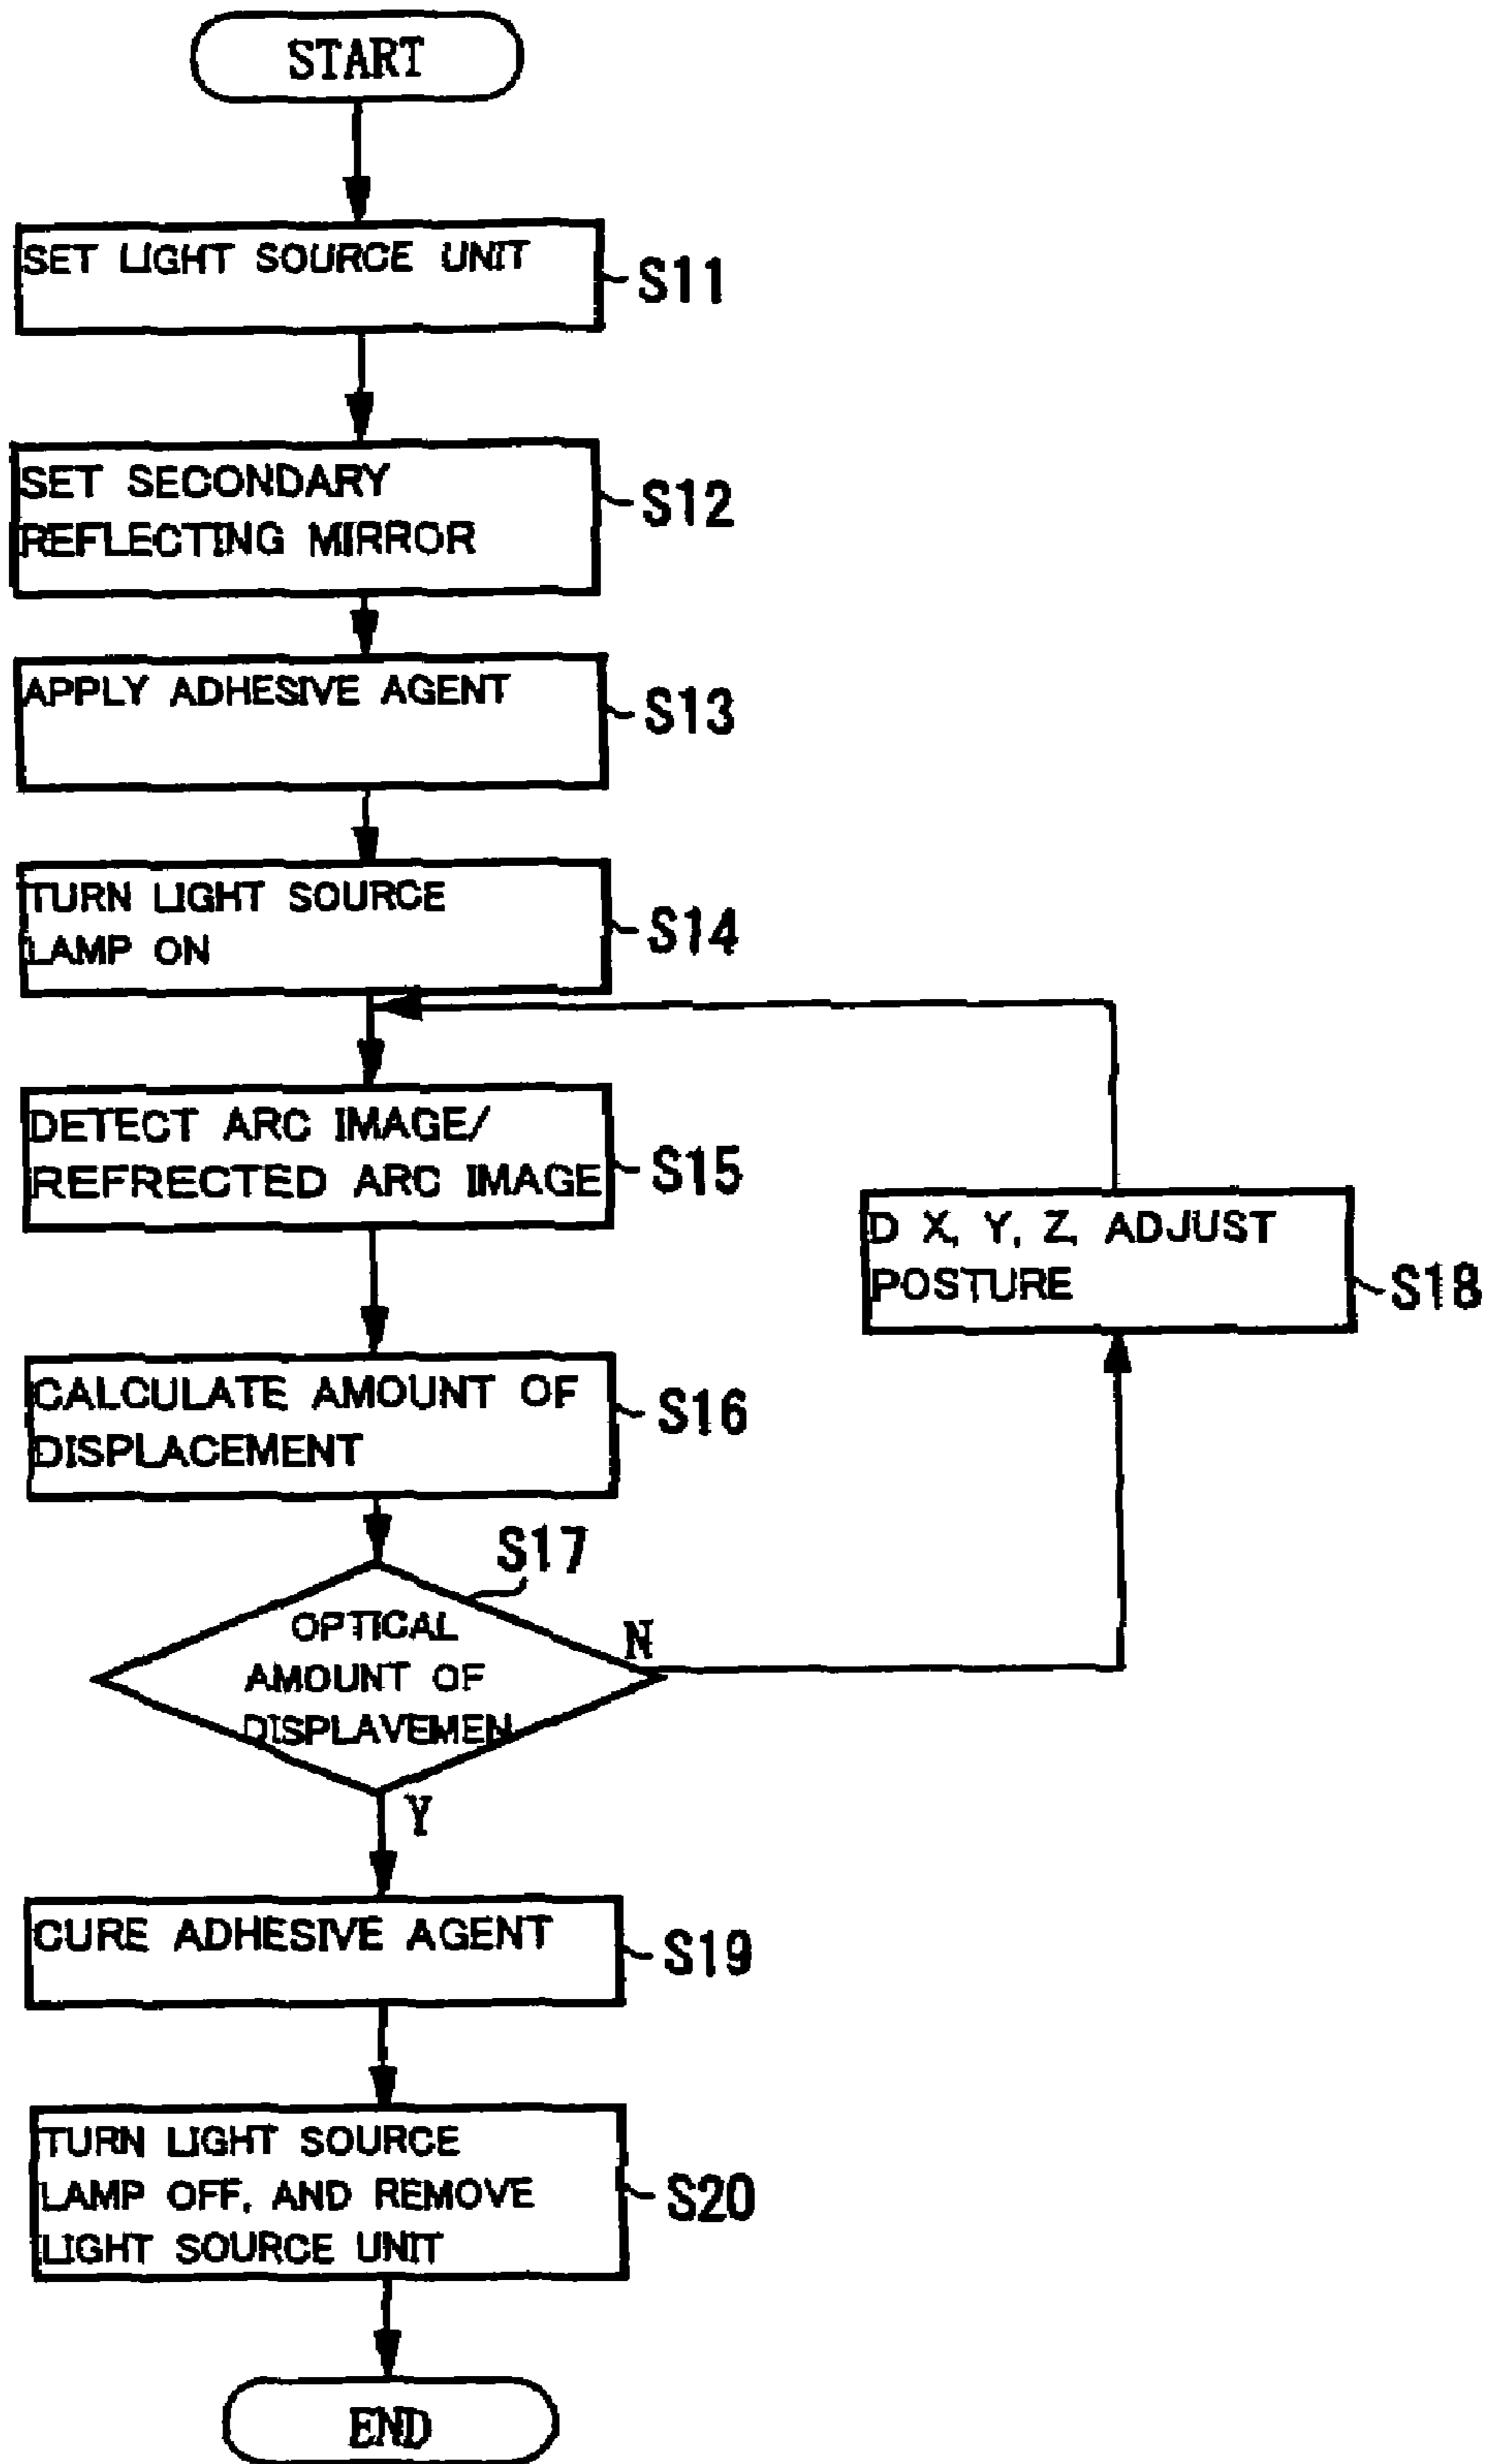 START
SET LIGHT SOURCE UNIT
S11
SET SECONDARY
REFLECTING MIRROR
S12
APPLY ADHESIVE AGENT
S13
TURN LIGHT SOURCE
LAMP ON
S14
DETECT ARC IMAGE/
REFRECTED ARC IMAGE
S15
D X, Y, Z, ADJUST
POSTURE
S18
CALCULATE AMOUNT OF
DISPLACEMENT
S16
S17
OPTICAL
AMOUNT OF
DISPLAVEMEN
N
Y
CURE ADHESIVE AGENT
S19
TURN LIGHT SOURCE
LAMP OFF, AND REMOVE
LIGHT SOURCE UNIT
S20
END